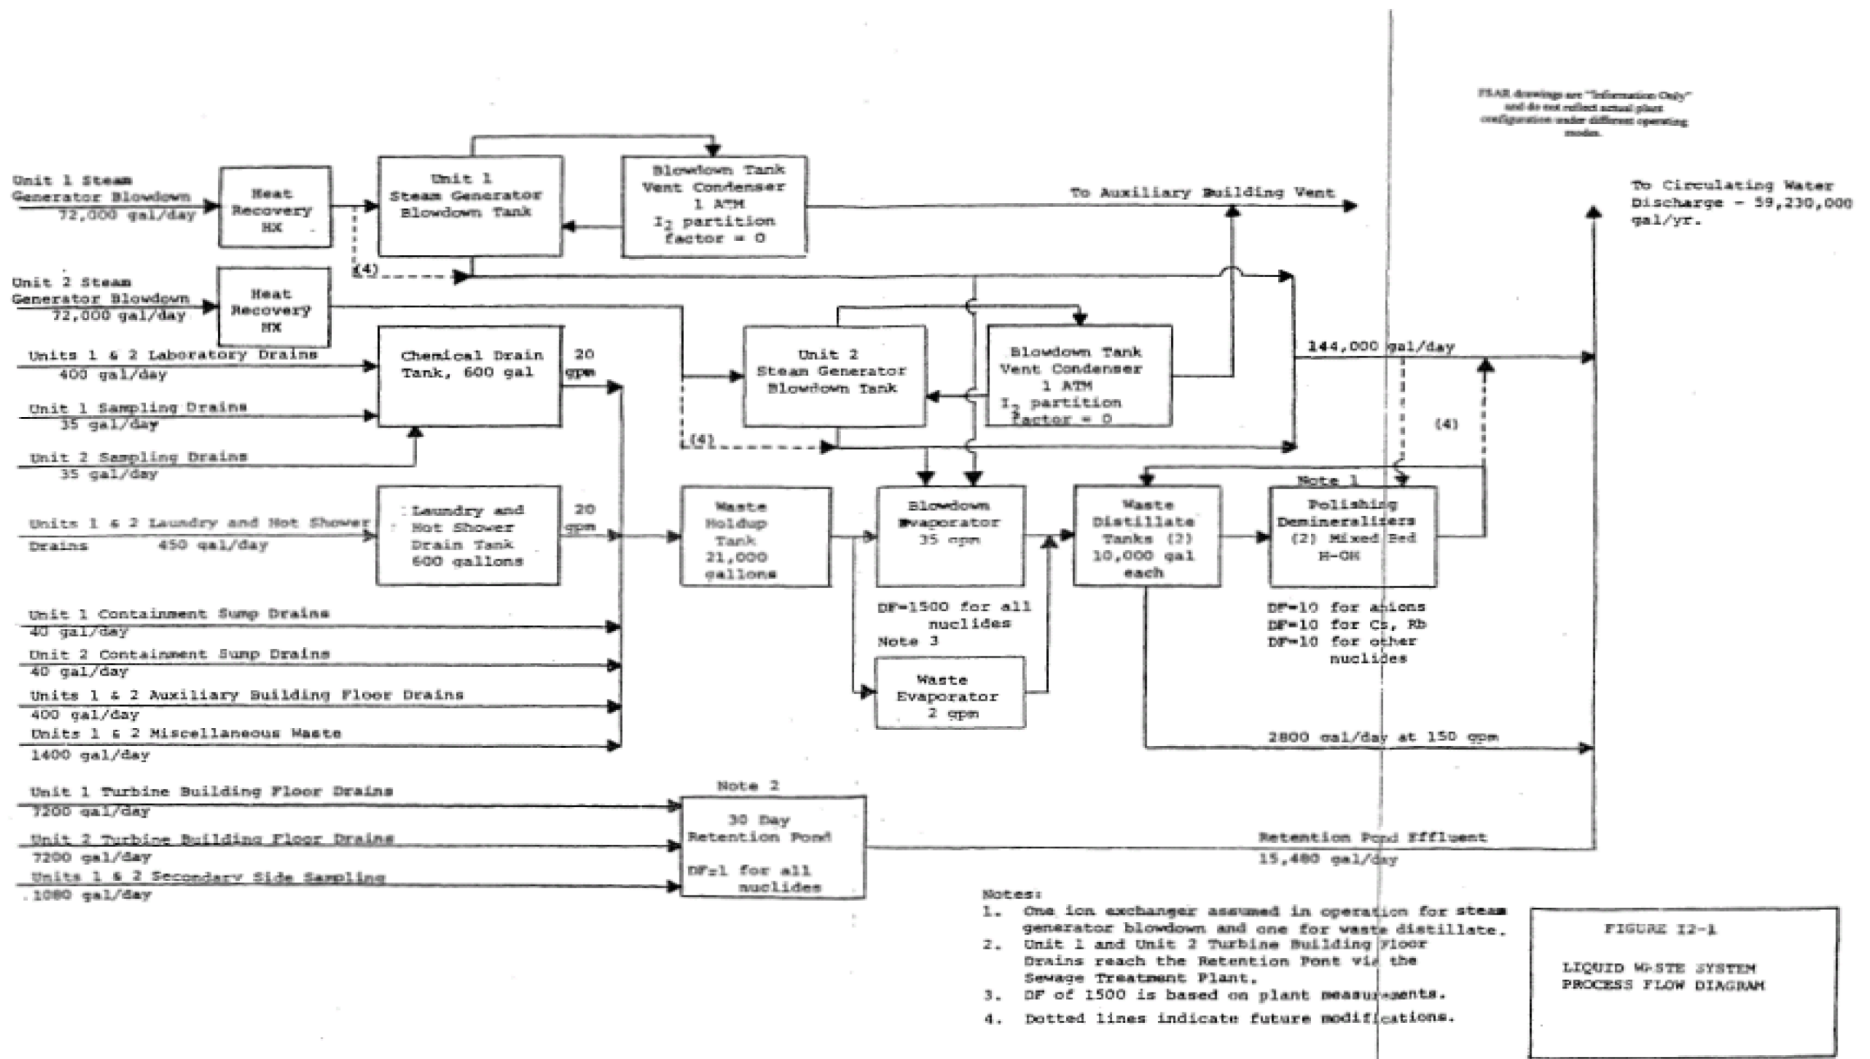 FSAR drawings are "Information Only"
and do not reflect actual plant
configuration under different operating
modes.
Unit 1 Steam
Generator Blowdown
72,000 gal/day
Heat
Recovery
HX
Unit 1
Steam Generator
Blowdown Tank
Blowdown Tank
Vent Condenser
1 ATM
I2 partition
factor = 0
To Auxiliary Building Vent
To Circulating Water
Discharge - 59,230,000
gal/yr.
(4)
Unit 2 Steam
Generator Blowdown
72,000 gal/day
Heat
Recovery
HX
Units 1 & 2 Laboratory Drains
400 gal/day
Unit 1 Sampling Drains
35 gal/day
Unit 2 Sampling Drains
35 gal/day
Chemical Drain
Tank, 600 gal
20
gpm
(4)
Unit 2
Steam Generator
Blowdown Tank
Blowdown Tank
Vent Condenser
1 ATM
I2 partition
factor = 0
144,000 gal/day
(4)
Units 1 & 2 Laundry and Hot Shower
Drains 450 gal/day
Laundry and
Hot Shower
Drain Tank
600 gallons
20
gpm
Waste
Holdup
Tank
21,000
gallons
Blowdown
Evaporator
35 gpm
DF=1500 for all
nuclides
Note 3
Waste
Evaporator
2 gpm
Waste
Distillate
Tanks (2)
10,000 gal
each
Note 1
Polishing
Demineralizers
(2) Mixed Bed
H-OH
DF=10 for anions
DF=10 for Cs, Rb
DF=10 for other
nuclides
Unit 1 Containment Sump Drains
40 gal/day
Unit 2 Containment Sump Drains
40 gal/day
Units 1 & 2 Auxiliary Building Floor Drains
400 gal/day
Units 1 & 2 Miscellaneous Waste
1400 gal/day
2800 gal/day at 150 gpm
Unit 1 Turbine Building Floor Drains
7200 gal/day
Unit 2 Turbine Building Floor Drains
7200 gal/day
Units 1 & 2 Secondary Side Sampling
1080 gal/day
Note 2
30 Day
Retention Pond
DF=1 for all
nuclides
Retention Pond Effluent
15,480 gal/day
Notes:
1. One ion exchanger assumed in operation for steam
generator blowdown and one for waste distillate.
2. Unit 1 and Unit 2 Turbine Building Floor
Drains reach the Retention Pont via the
Sewage Treatment Plant.
3. DF of 1500 is based on plant measurements.
4. Dotted lines indicate future modifications.
FIGURE I2-1
LIQUID WASTE SYSTEM
PROCESS FLOW DIAGRAM